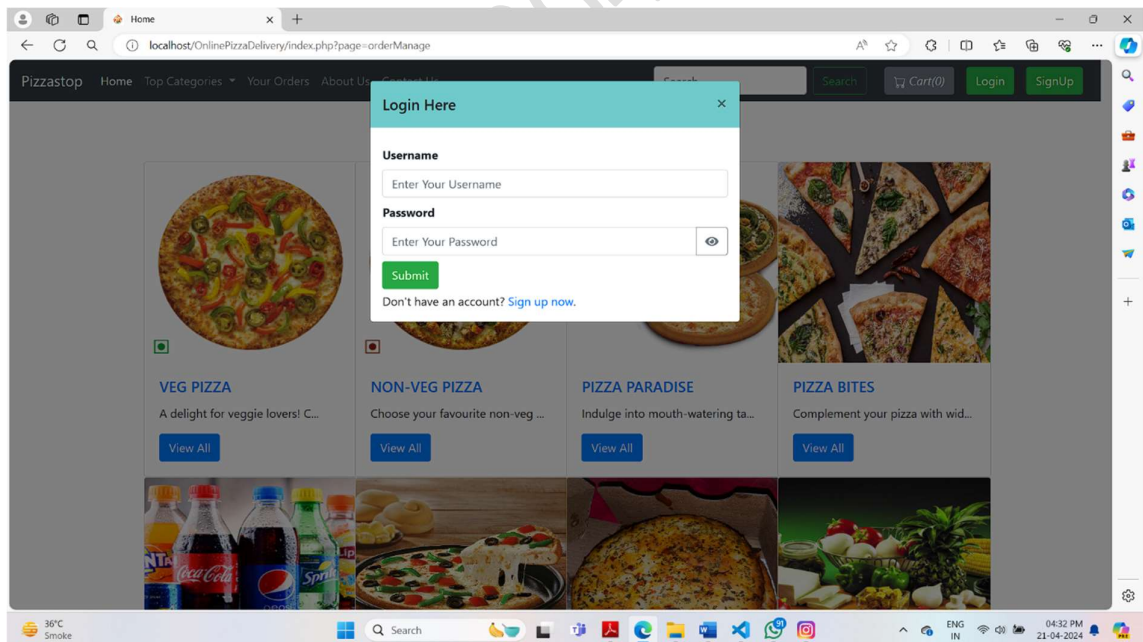 Home
localhost/OnlinePizzaDelivery/index.php?page=orderManage
Pizzastop Home Top Categories Your Orders About Us Contact Us Search Search Cart(0) Login SignUp
Login Here
Username
Enter Your Username
Password
Enter Your Password
Submit
Don't have an account? Sign up now.
VEG PIZZA NON-VEG PIZZA PIZZA PARADISE PIZZA BITES
A delight for veggie lovers! C... Choose your favourite non-veg ... Indulge into mouth-watering ta... Complement your pizza with wid...
View All View All View All View All
Coca-Cola Sprite
36°C
Smoke
Search
ENG
IN
04:32 PM
21-04-2024